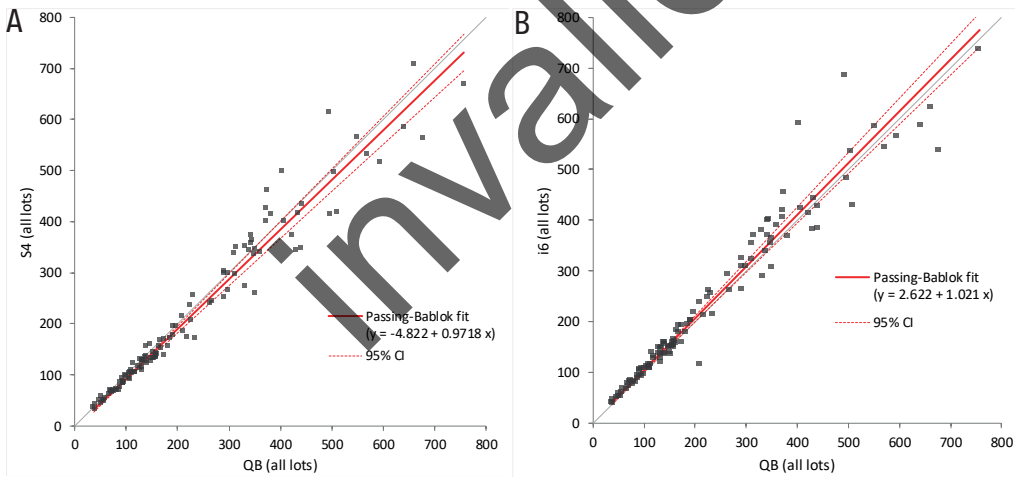 A
800
700
600
500
400
300
200
100
0
S4 (all lots)
Passing-Bablok fit
(y = -4.822 + 0.9718 x)
95% CI
0 100 200 300 400 500 600 700 800
QB (all lots)
B
800
700
600
500
400
300
200
100
0
i6 (all lots)
Passing-Bablok fit
(y = 2.622 + 1.021 x)
95% CI
0 100 200 300 400 500 600 700 800
QB (all lots)